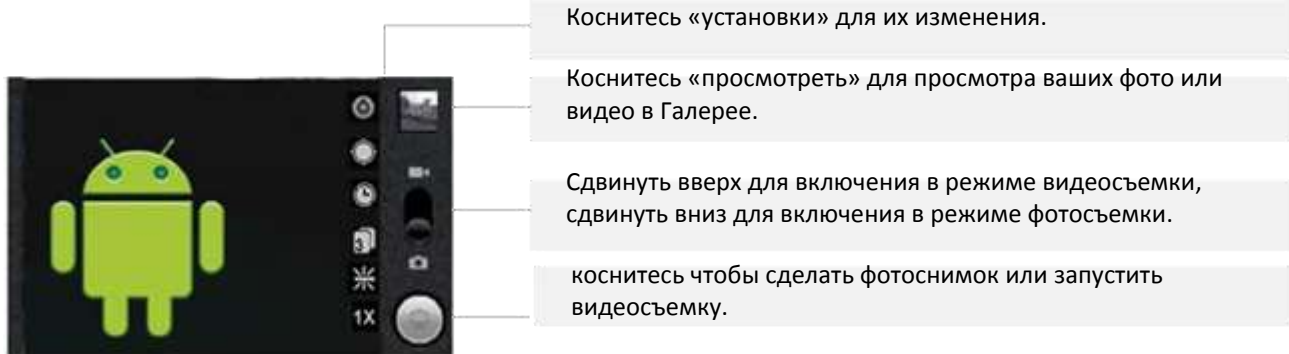 Коснитесь «установки» для их изменения.
Коснитесь «просмотреть» для просмотра ваших фото или
видео в Галерее.
Сдвинуть вверх для включения в режиме видеосъемки,
сдвинуть вниз для включения в режиме фотосъемки.
коснитесь чтобы сделать фотоснимок или запустить
видеосъемку.
3
1X